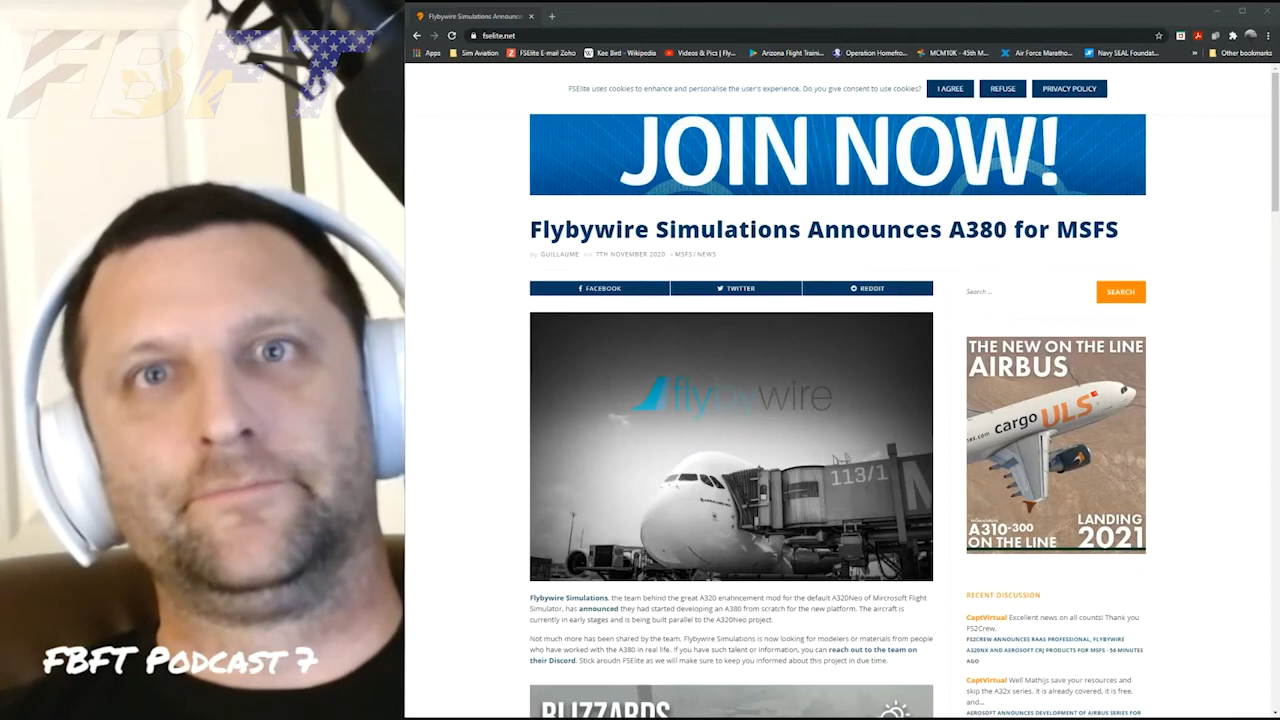 FBFT
Flybywire Simulations Announc
fselite.net
Apps
Sim Aviation
FSElite E-mail Zoho
Kee Bird - Wikipedia
Videos & Pics | Fly...
Arizona Flight Traini...
Operation Homefro...
MCM10K - 45th M...
Air Force Maratho...
Navy SEAL Foundat...
Other bookmarks
FSElite uses cookies to enhance and personalise the user's experience. Do you give consent to use cookies?
I AGREE
REFUSE
PRIVACY POLICY
JOIN NOW!
Flybywire Simulations Announces A380 for MSFS
by GUILLAUME on 7TH NOVEMBER 2020 • MSFS / NEWS
FACEBOOK
TWITTER
REDDIT
Search ...
SEARCH
flybywire
113/1
THE NEW ON THE LINE
AIRBUS
cargo ULS
A310-300
ON THE LINE
LANDING
2021
Flybywire Simulations, the team behind the great A320 enahncement mod for the default A320Neo of Mircrosoft Flight
Simulator, has announced they had started developing an A380 from scratch for the new platform. The aircraft is
currently in early stages and is being built parallel to the A320Neo project.
Not much more has been shared by the team. Flybywire Simulations is now looking for modelers or materials from people
who have worked with the A380 in real life. If you have such talent or information, you can reach out to the team on
their Discord. Stick aroudn FSElite as we will make sure to keep you informed about this project in due time.
BLIZZARDS
RECENT DISCUSSION
CaptVirtual Excellent news on all counts! Thank you
FS2Crew.
FS2CREW ANNOUNCES RAAS PROFESSIONAL, FLYBYWIRE
A320NX AND AEROSOFT CRJ PRODUCTS FOR MSFS · 56 MINUTES
AGO
CaptVirtual Well Mathijs save your resources and
skip the A32x series. It is already covered, it is free,
and...
AEROSOFT ANNOUNCES DEVELOPMENT OF AIRBUS SERIES FOR
FBFT Podcast 7